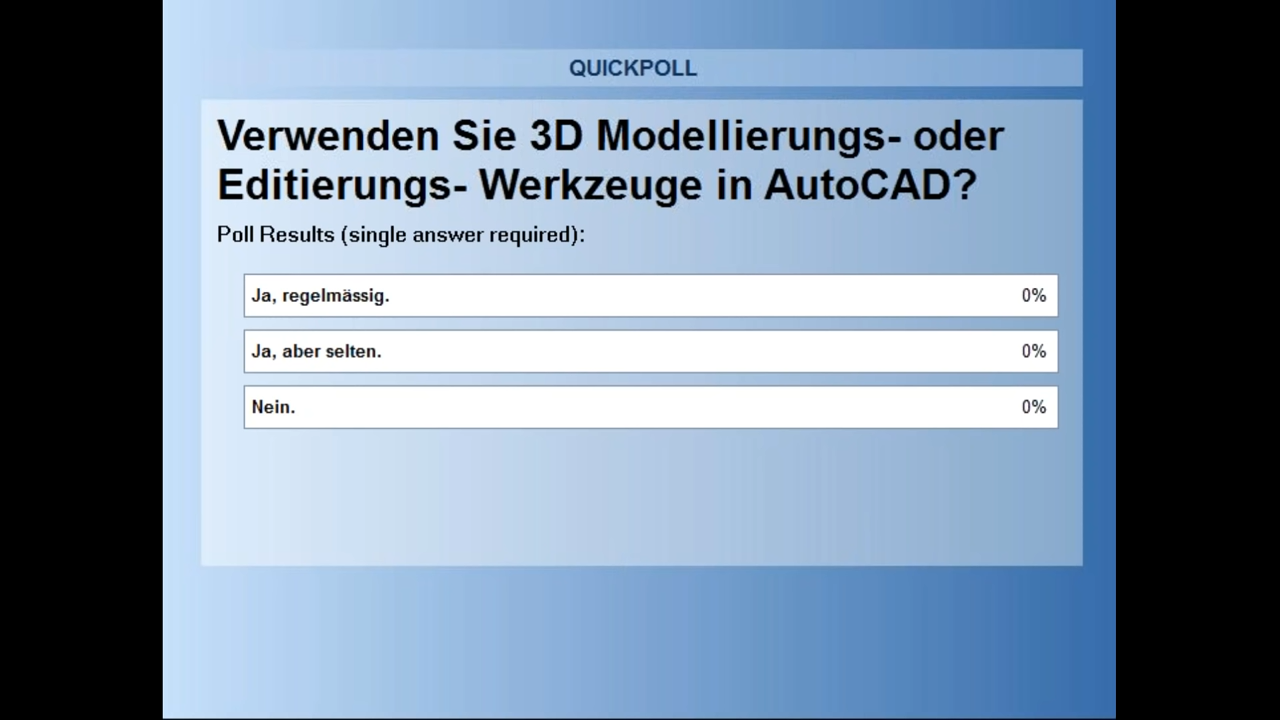 QUICKPOLL
Verwenden Sie 3D Modellierungs- oder
Editierungs- Werkzeuge in AutoCAD?
Poll Results (single answer required):
Ja, regelmässig. 0%
Ja, aber selten. 0%
Nein. 0%